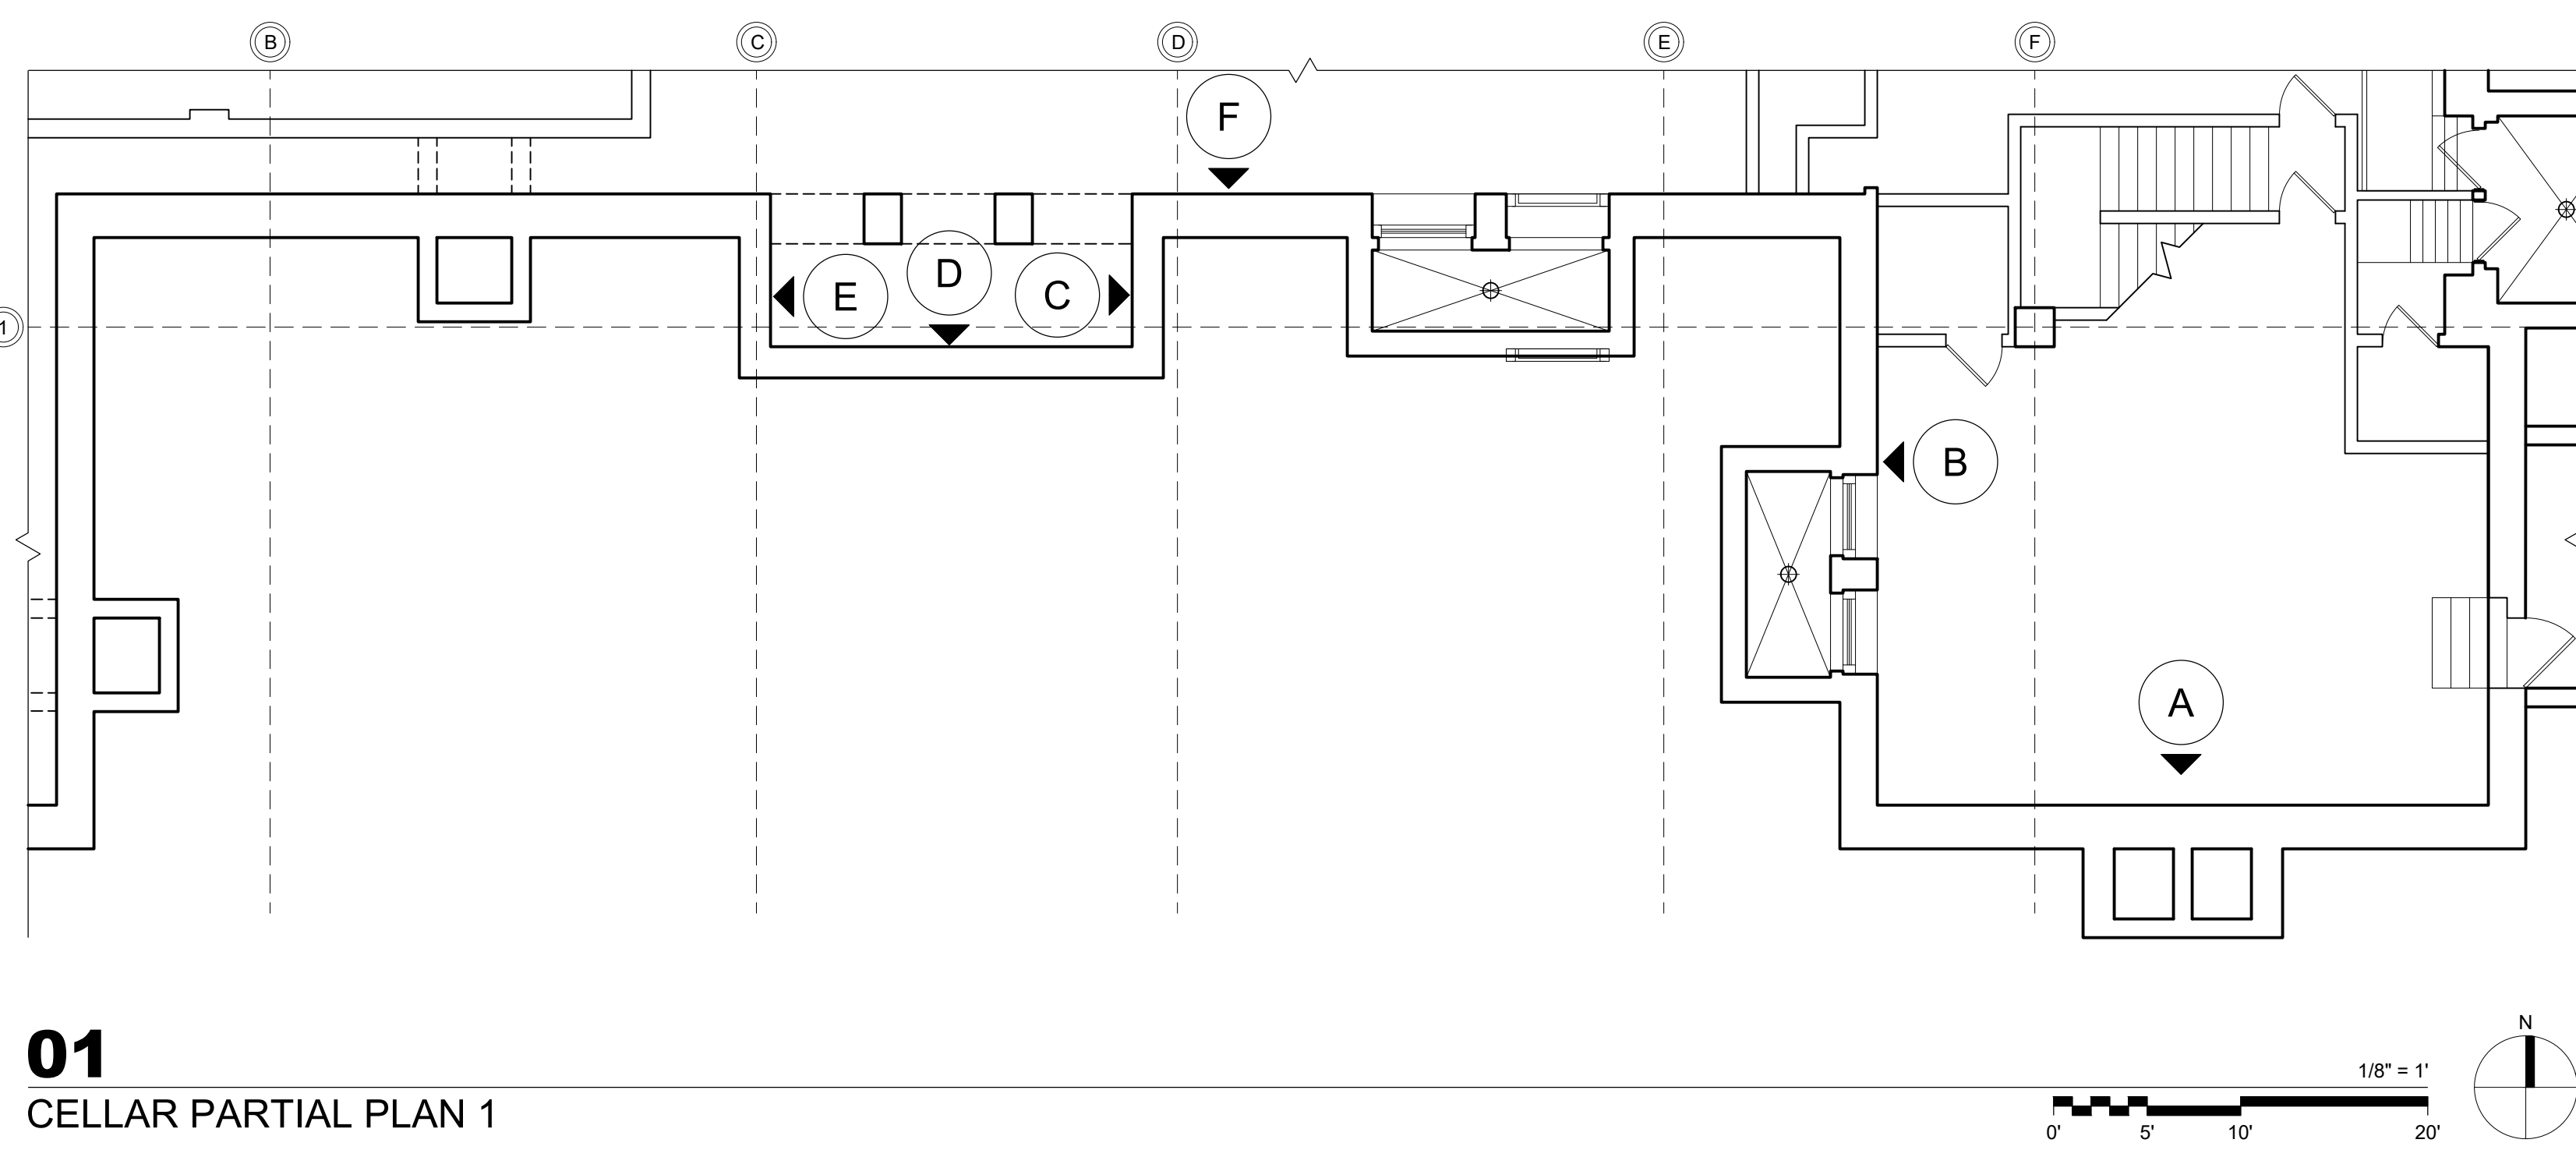 B C D E F
F
E D C
1
B
A
01
N
1/8" = 1'
CELLAR PARTIAL PLAN 1
0' 5' 10' 20'